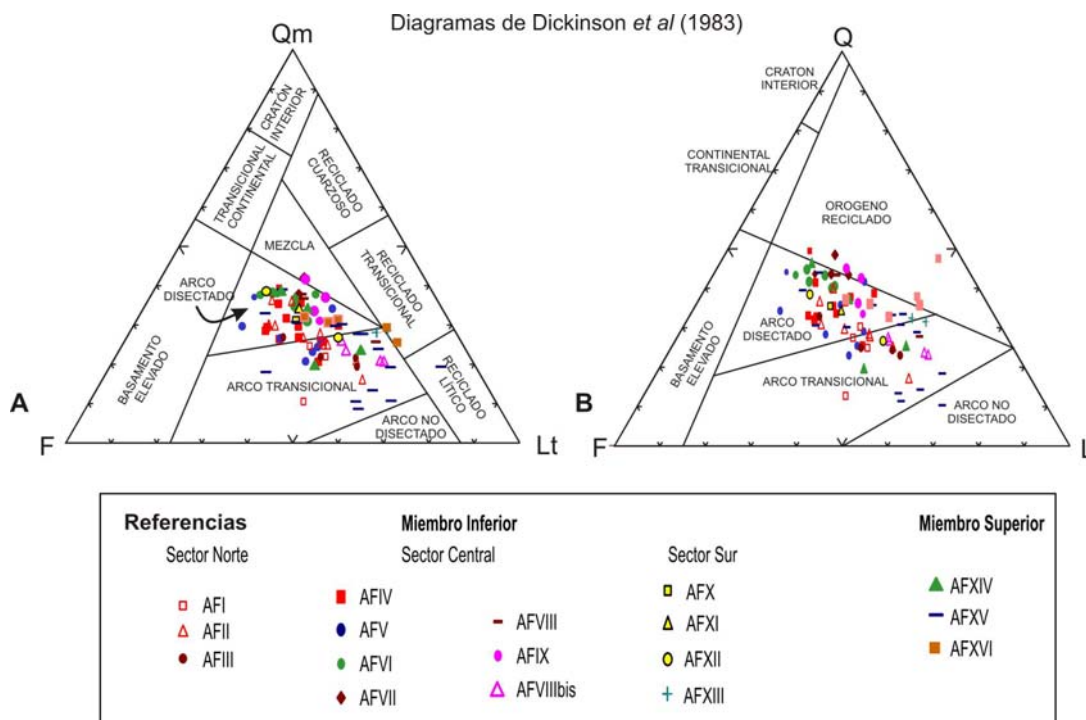 Diagramas de Dickinson et al (1983)
Qm
CRATÓN
INTERIOR
TRANSICIONAL
CONTINENTAL
RECICLADO
CUARZOSO
MEZCLA
RECICLADO
TRANSICIONAL
ARCO
DISECTADO
BASAMENTO
ELEVADO
ARCO TRANSICIONAL
RECICLADO
LÍTICO
ARCO NO
DISECTADO
A
F
Lt
Q
CRATON
INTERIOR
CONTINENTAL
TRANSICIONAL
OROGENO
RECICLADO
ARCO
DISECTADO
BASAMENTO
ELEVADO
ARCO TRANSICIONAL
ARCO NO
DISECTADO
B
F
L
Referencias
Miembro Inferior
Miembro Superior
Sector Norte
Sector Central
Sector Sur
AFI
AFII
AFIII
AFIV
AFV
AFVI
AFVII
AFVIII
AFIX
AFVIIIbis
AFX
AFXI
AFXII
AFXIII
AFXIV
AFXV
AFXVI